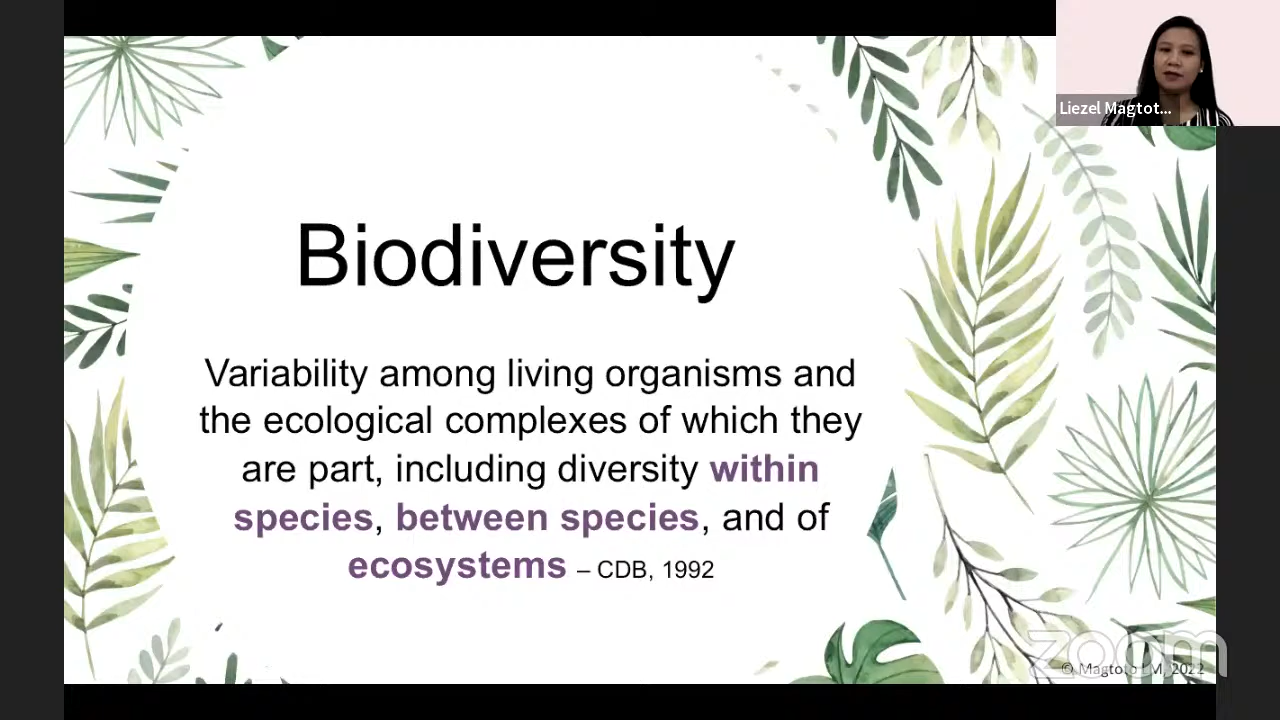 Liezel Magtot...
Biodiversity
Variability among living organisms and
the ecological complexes of which they
are part, including diversity within
species, between species, and of
ecosystems – CDB, 1992
zoom
© Magtoto LM, 2022